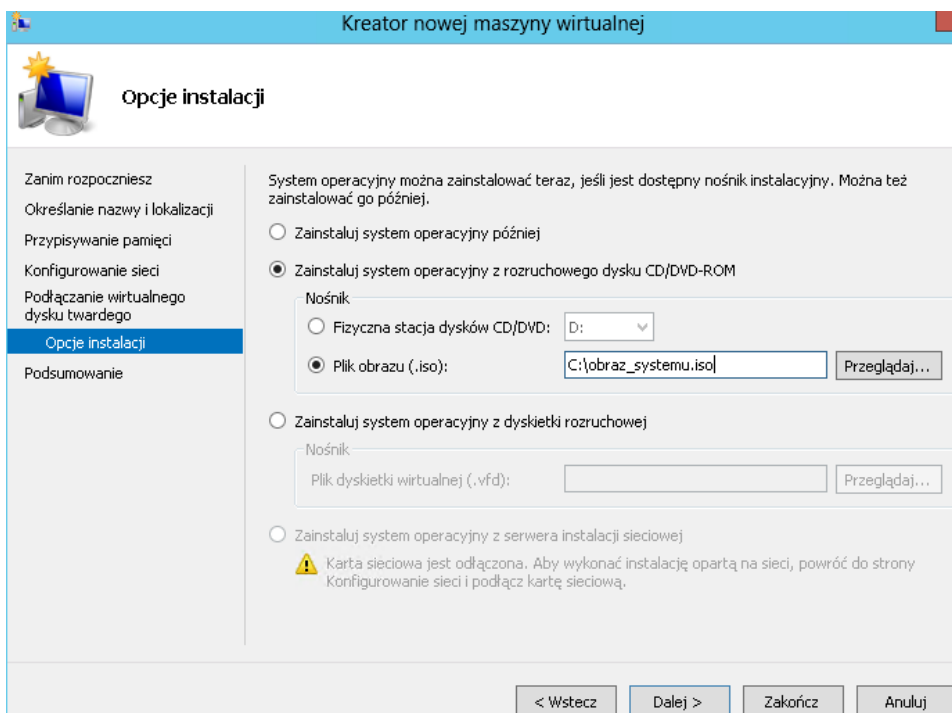 Kreator nowej maszyny wirtualnej
Opcje instalacji
Zanim rozpoczniesz
Określanie nazwy i lokalizacji
Przypisywanie pamięci
Konfigurowanie sieci
Podłączanie wirtualnego
dysku twardego
Opcje instalacji
Podsumowanie
System operacyjny można zainstalować teraz, jeśli jest dostępny nośnik instalacyjny. Można też
zainstalować go później.
Zainstaluj system operacyjny później
Zainstaluj system operacyjny z rozruchowego dysku CD/DVD-ROM
Nośnik
Fizyczna stacja dysków CD/DVD: D:
Plik obrazu (.iso): C:\obraz_systemu.iso Przeglądaj...
Zainstaluj system operacyjny z dyskietki rozruchowej
Nośnik
Plik dyskietki wirtualnej (.vfd): Przeglądaj...
Zainstaluj system operacyjny z serwera instalacji sieciowej
Karta sieciowa jest odłączona. Aby wykonać instalację opartą na sieci, powróć do strony
Konfigurowanie sieci i podłącz kartę sieciową.
< Wstecz Dalej > Zakończ Anuluj